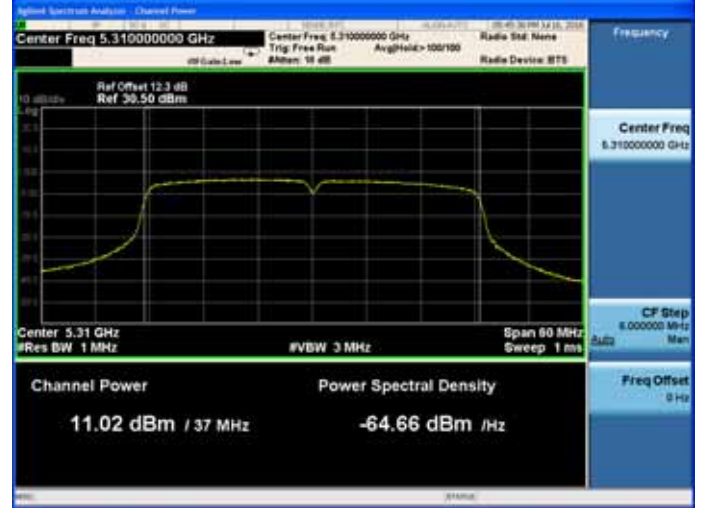 Agilent Spectrum Analyzer - Channel Power
Center Freq 5.310000000 GHz
#IFGain:Low
Center Freq: 5.310000000 GHz
Trig: Free Run
Avg|Hold:>100/100
#Atten: 18 dB
Radio Std: None
Radio Device: BTS
Frequency
Ref Offset 12.3 dB
10 dB/div
Ref 30.50 dBm
Log
Center Freq
5.310000000 GHz
Center 5.31 GHz
Span 60 MHz
#Res BW 1 MHz
#VBW 3 MHz
Sweep 1 ms
CF Step
6.000000 MHz
Auto
Man
Channel Power
Power Spectral Density
11.02 dBm / 37 MHz
-64.66 dBm /Hz
Freq Offset
0 Hz
MSG
STATUS